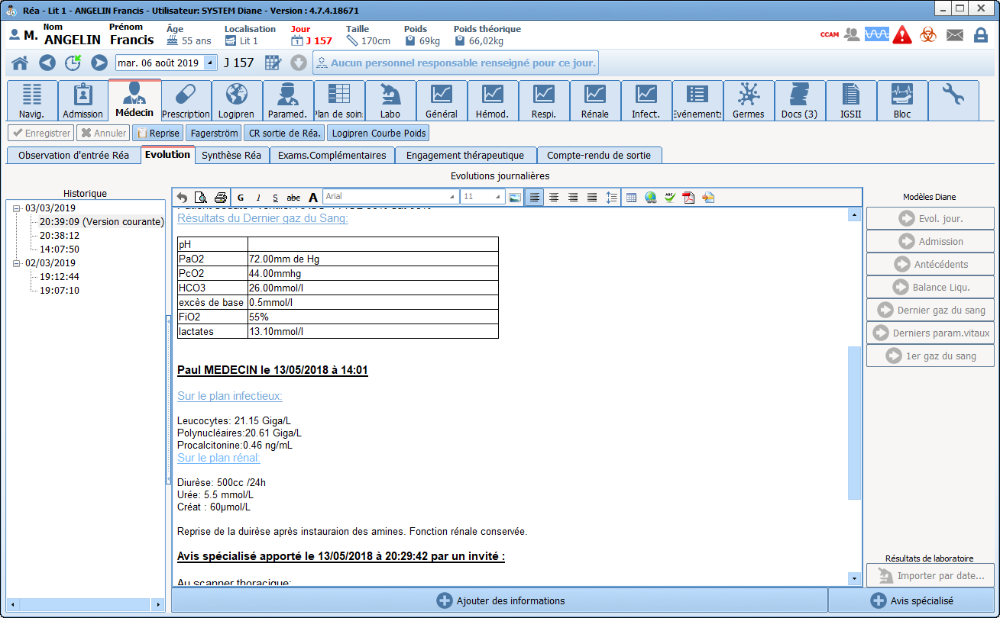 Réa - Lit 1 - ANGELIN Francis - Utilisateur: SYSTEM Diane - Version : 4.7.4.18671
M. Nom ANGELIN Prénom Francis Âge 55 ans Localisation Lit 1 Jour J 157 Taille 170cm Poids 69kg Poids théorique 66,02kg CCAM
mar. 06 août 2019 J 157 Aucun personnel responsable renseigné pour ce jour.
Navig. Admission Médecin Prescription Logipren Paramed. Plan de soins Labo Général Hémod. Respi. Rénale Infect. Evénements Germes Docs (3) IGSII Bloc
Enregistrer Annuler Reprise Fagerström CR sortie de Réa. Logipren Courbe Poids
Observation d'entrée Réa Evolution Synthèse Réa Exams.Complémentaires Engagement thérapeutique Compte-rendu de sortie
Evolutions journalières
Historique
03/03/2019
20:39:09 (Version courante)
20:38:12
14:07:50
02/03/2019
19:12:44
19:07:10
G I S abc A Arial 11
Résultats du Dernier gaz du Sang:
pH
PaO2 72.00mm de Hg
PcO2 44.00mmhg
HCO3 26.00mmol/l
excès de base 0.5mmol/l
FiO2 55%
lactates 13.10mmol/l
Paul MEDECIN le 13/05/2018 à 14:01
Sur le plan infectieux:
Leucocytes: 21.15 Giga/L
Polynucléaires:20.61 Giga/L
Procalcitonine:0.46 ng/mL
Sur le plan rénal:
Diurèse: 500cc /24h
Urée: 5.5 mmol/L
Créat : 60µmol/L
Reprise de la duirèse après instauraion des amines. Fonction rénale conservée.
Avis spécialisé apporté le 13/05/2018 à 20:29:42 par un invité :
Au scanner thoracique:
Ajouter des informations
Modèles Diane
Evol. jour.
Admission
Antécédents
Balance Liqu.
Dernier gaz du sang
Derniers param.vitaux
1er gaz du sang
Résultats de laboratoire
Importer par date...
Avis spécialisé